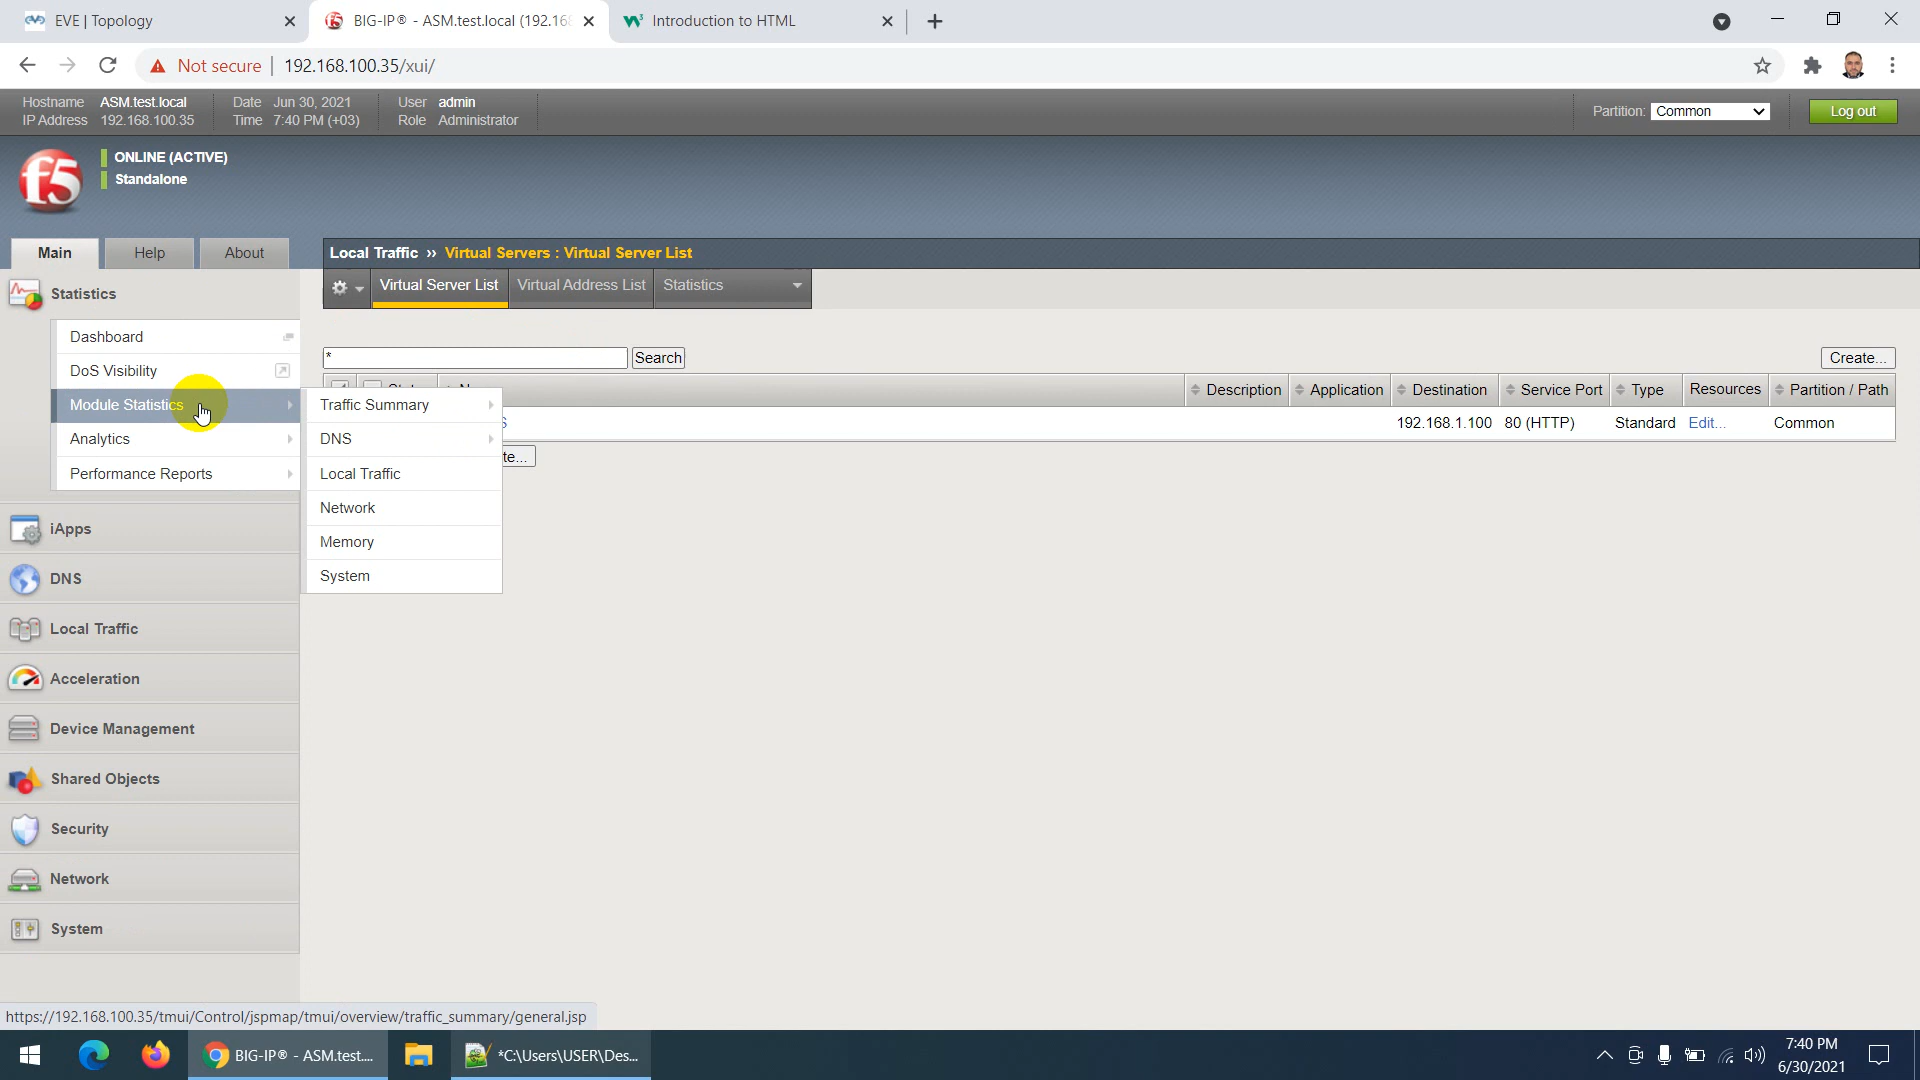 EVE | Topology
BIG-IP® - ASM.test.local (192.168
Introduction to HTML
Not secure
192.168.100.35/xui/
Hostname ASM.test.local
IP Address 192.168.100.35
Date Jun 30, 2021
Time 7:40 PM (+03)
User admin
Role Administrator
Partition: Common
Log out
f5
ONLINE (ACTIVE)
Standalone
Main
Help
About
Local Traffic ›› Virtual Servers : Virtual Server List
Virtual Server List
Virtual Address List
Statistics
Statistics
Dashboard
DoS Visibility
Module Statistics
Analytics
Performance Reports
Traffic Summary
DNS
Local Traffic
Network
Memory
System
*
Search
Create...
Description
Application
Destination
Service Port
Type
Resources
Partition / Path
192.168.1.100
80 (HTTP)
Standard
Edit...
Common
te...
iApps
DNS
Local Traffic
Acceleration
Device Management
Shared Objects
Security
Network
System
https://192.168.100.35/tmui/Control/jspmap/tmui/overview/traffic_summary/general.jsp
BIG-IP® - ASM.test....
*C:\Users\USER\Des...
7:40 PM
6/30/2021